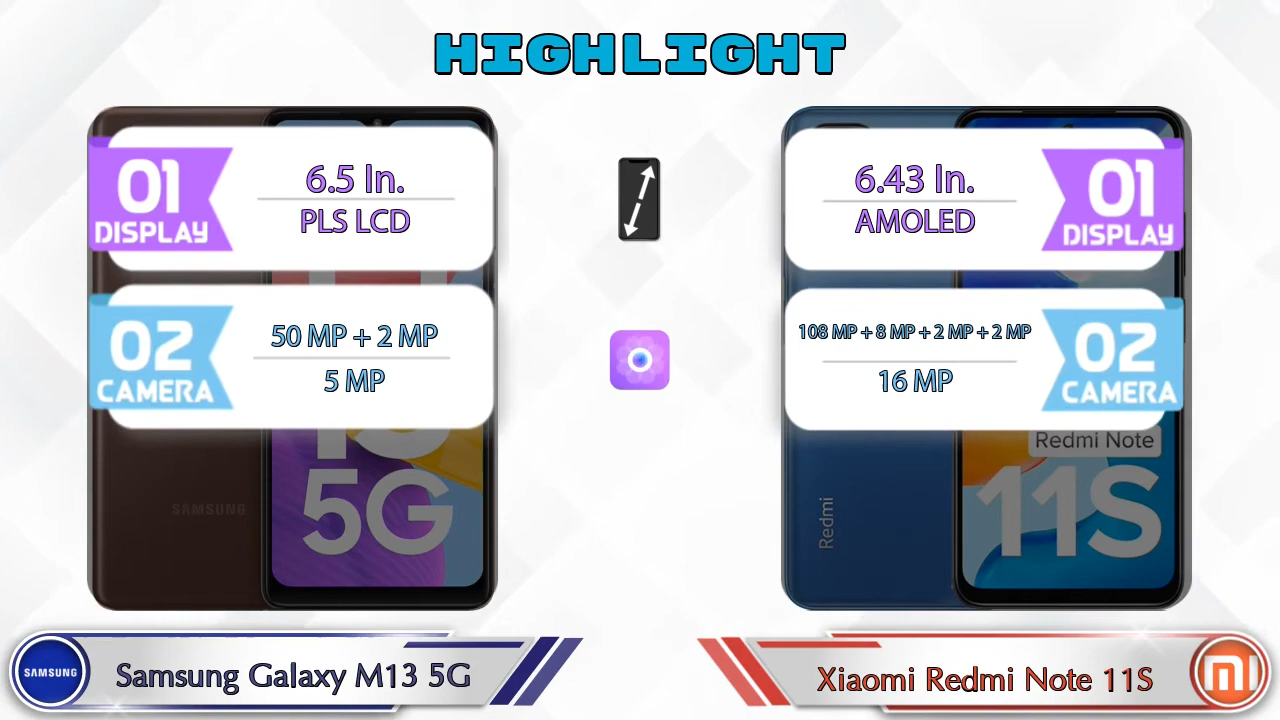 HIGHLIGHT
01
DISPLAY
6.5 In.
PLS LCD
6.43 In.
AMOLED
01
DISPLAY
02
CAMERA
50 MP + 2 MP
5 MP
108 MP + 8 MP + 2 MP + 2 MP
16 MP
02
CAMERA
SAMSUNG
5G
Redmi
Redmi Note
11S
SAMSUNG
Samsung Galaxy M13 5G
Xiaomi Redmi Note 11S
MI